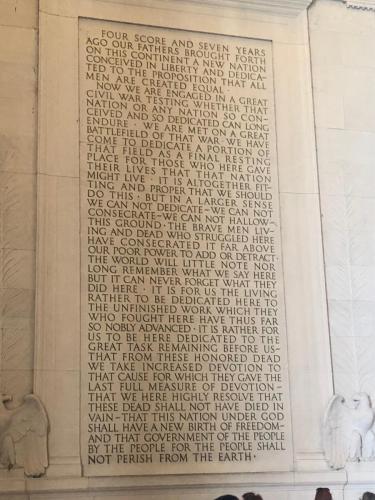 FOUR SCORE AND SEVEN YEARS
AGO OUR FATHERS BROUGHT FORTH
ON THIS CONTINENT A NEW NATION
CONCEIVED IN LIBERTY AND DEDICA-
TED TO THE PROPOSITION THAT ALL
MEN ARE CREATED EQUAL ·
NOW WE ARE ENGAGED IN A GREAT
CIVIL WAR TESTING WHETHER THAT
NATION OR ANY NATION SO CON-
CEIVED AND SO DEDICATED CAN LONG
ENDURE · WE ARE MET ON A GREAT
BATTLEFIELD OF THAT WAR · WE HAVE
COME TO DEDICATE A PORTION OF
THAT FIELD AS A FINAL RESTING
PLACE FOR THOSE WHO HERE GAVE
THEIR LIVES THAT THAT NATION
MIGHT LIVE · IT IS ALTOGETHER FIT-
TING AND PROPER THAT WE SHOULD
DO THIS · BUT IN A LARGER SENSE
WE CAN NOT DEDICATE–WE CAN NOT
CONSECRATE–WE CAN NOT HALLOW–
THIS GROUND · THE BRAVE MEN LIV-
ING AND DEAD WHO STRUGGLED HERE
HAVE CONSECRATED IT FAR ABOVE
OUR POOR POWER TO ADD OR DETRACT ·
THE WORLD WILL LITTLE NOTE NOR
LONG REMEMBER WHAT WE SAY HERE
BUT IT CAN NEVER FORGET WHAT THEY
DID HERE · IT IS FOR US THE LIVING
RATHER TO BE DEDICATED HERE TO
THE UNFINISHED WORK WHICH THEY
WHO FOUGHT HERE HAVE THUS FAR
SO NOBLY ADVANCED · IT IS RATHER FOR
US TO BE HERE DEDICATED TO THE
GREAT TASK REMAINING BEFORE US–
THAT FROM THESE HONORED DEAD
WE TAKE INCREASED DEVOTION TO
THAT CAUSE FOR WHICH THEY GAVE THE
LAST FULL MEASURE OF DEVOTION–
THAT WE HERE HIGHLY RESOLVE THAT
THESE DEAD SHALL NOT HAVE DIED IN
VAIN–THAT THIS NATION UNDER GOD
SHALL HAVE A NEW BIRTH OF FREEDOM–
AND THAT GOVERNMENT OF THE PEOPLE
BY THE PEOPLE FOR THE PEOPLE SHALL
NOT PERISH FROM THE EARTH ·